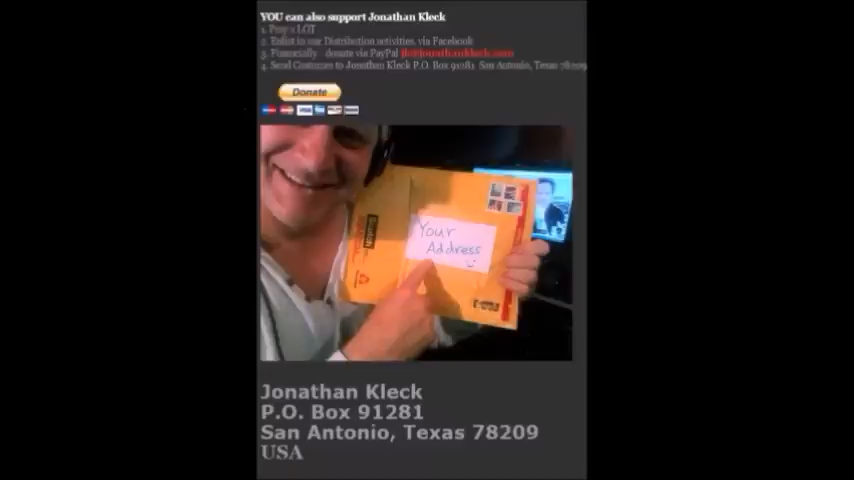 YOU can also support Jonathan Kleck
1. Pray a LOT
2. Enlist in our Distribution activities, via Facebook
3. Financially - donate via PayPal
4. Send Costumes to Jonathan Kleck P.O. Box 91281 San Antonio, Texas 78209
Donate
Your
Address
Jonathan Kleck
P.O. Box 91281
San Antonio, Texas 78209
USA